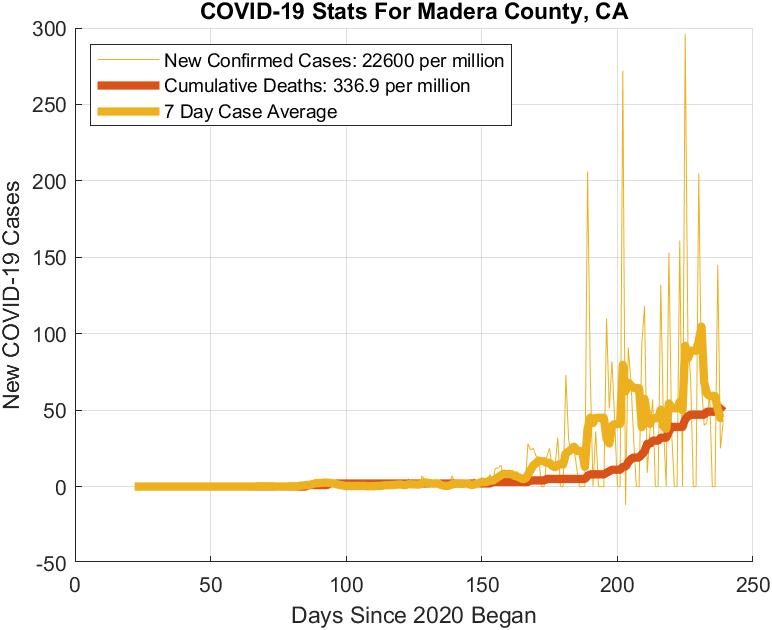 COVID-19 Stats For Madera County, CA
New Confirmed Cases: 22600 per million
Cumulative Deaths: 336.9 per million
7 Day Case Average
New COVID-19 Cases
300
250
200
150
100
50
0
-50
0 50 100 150 200 250
Days Since 2020 Began